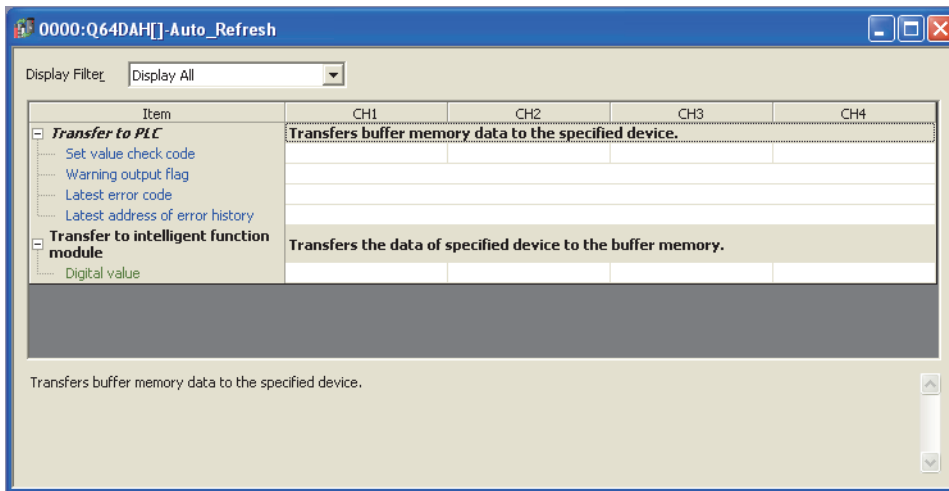 0000:Q64DAH[]-Auto_Refresh
Display Filter Display All
Item CH1 CH2 CH3 CH4
Transfer to PLC Transfers buffer memory data to the specified device.
Set value check code
Warning output flag
Latest error code
Latest address of error history
Transfer to intelligent function
module
Transfers the data of specified device to the buffer memory.
Digital value
Transfers buffer memory data to the specified device.